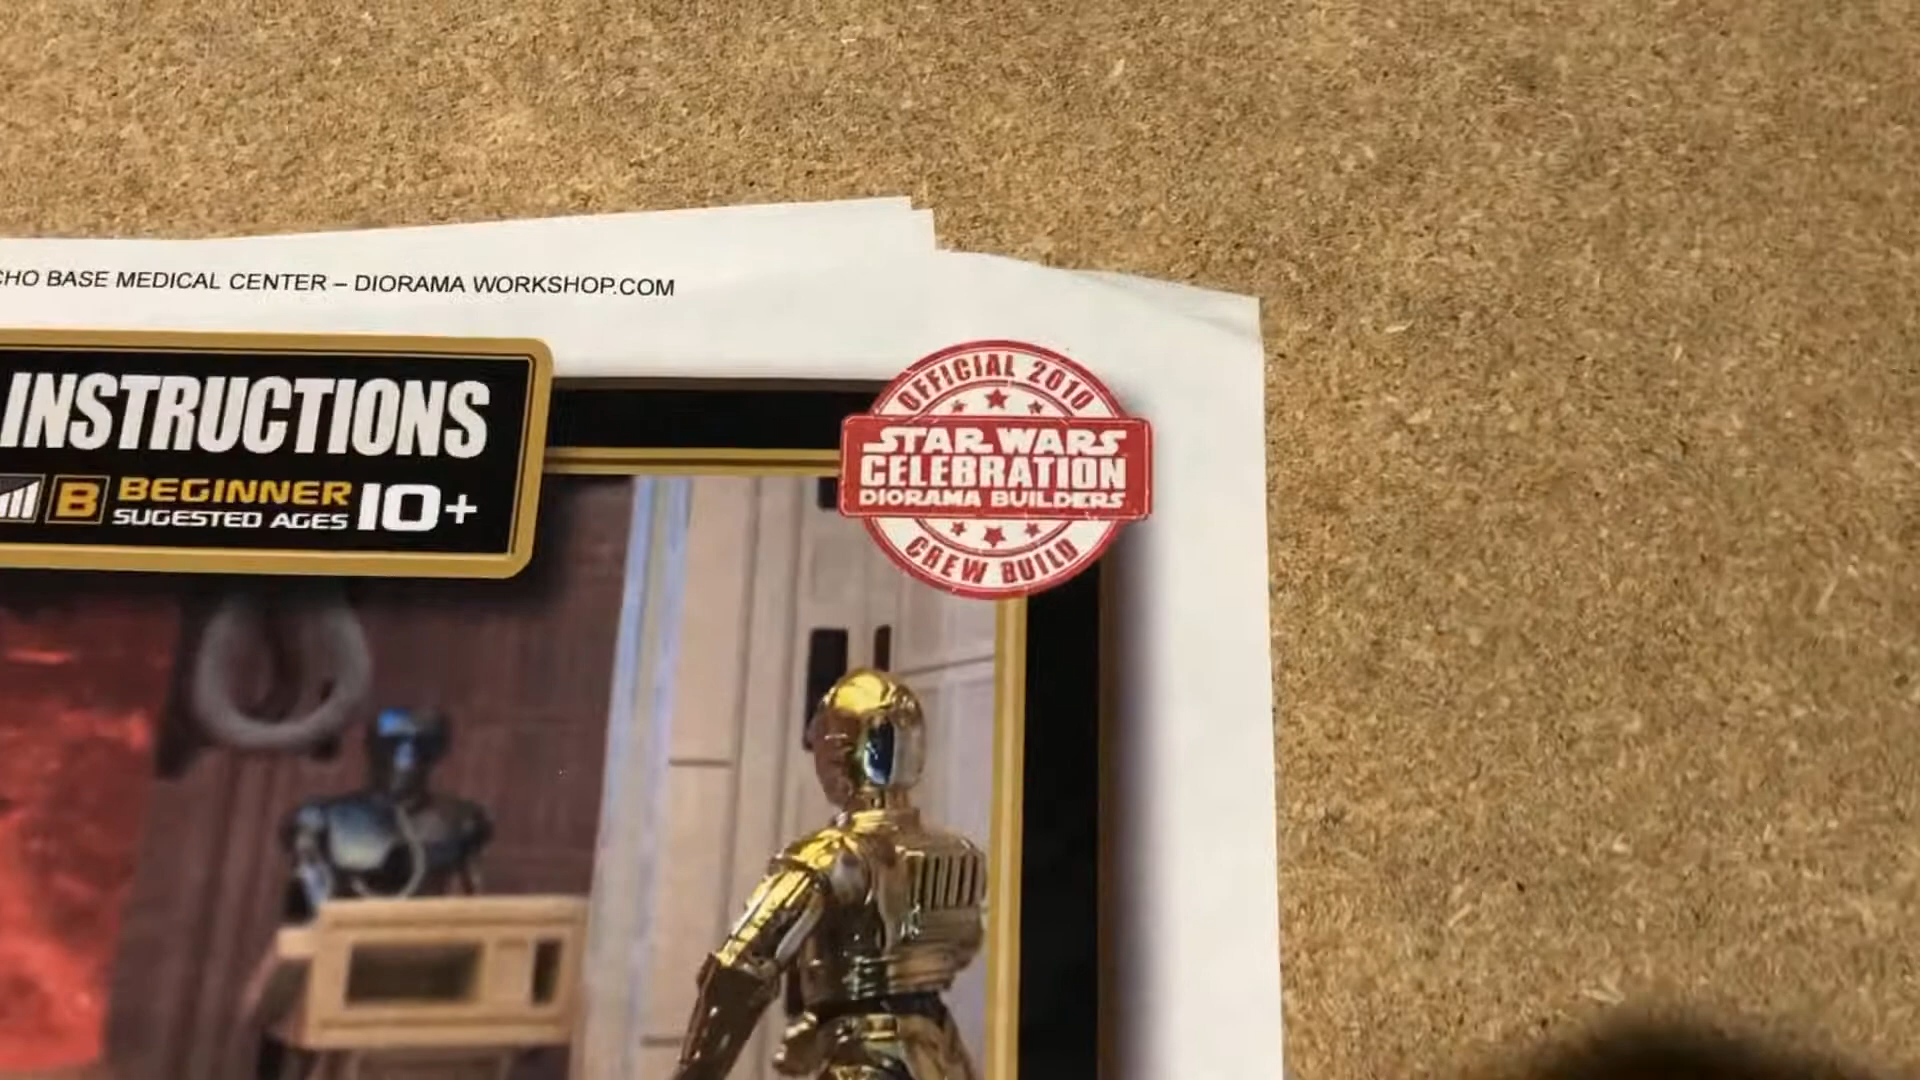 CHO BASE MEDICAL CENTER – DIORAMA WORKSHOP.COM
INSTRUCTIONS
B BEGINNER
SUGESTED AGES 10+
OFFICIAL 2010
STAR WARS
CELEBRATION
DIORAMA BUILDERS
CREW BUILD